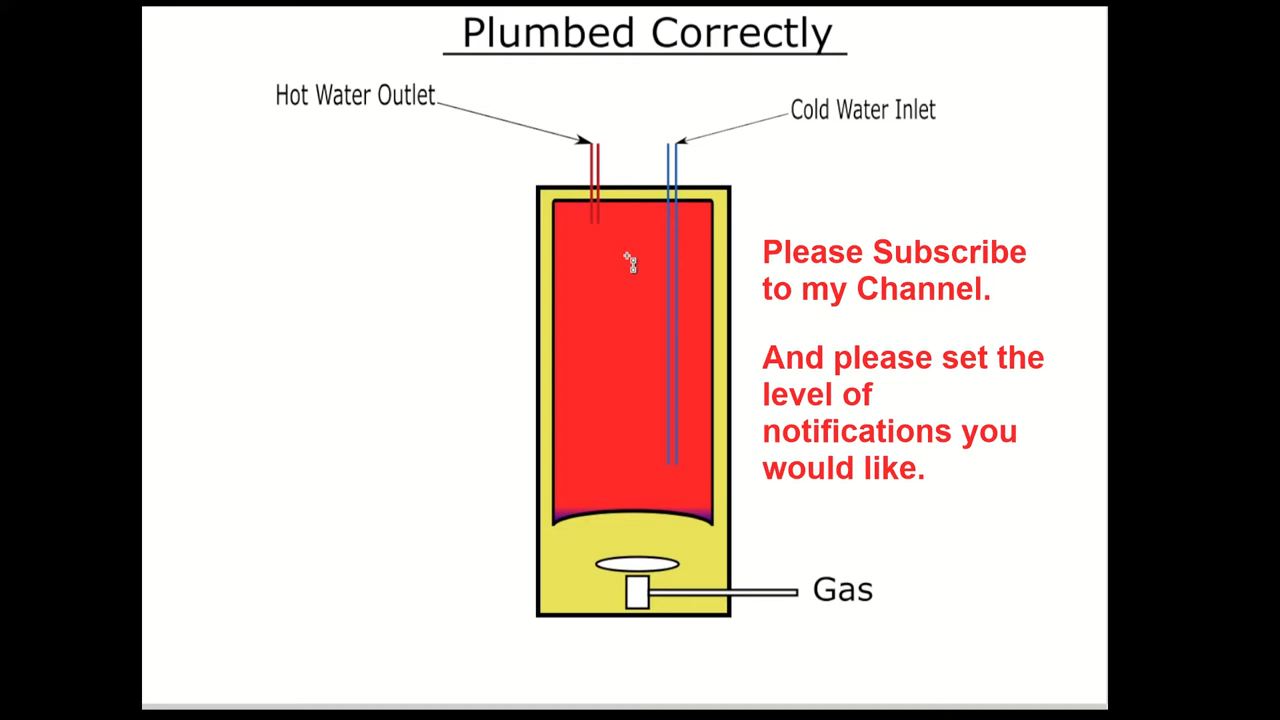 Plumbed Correctly
Hot Water Outlet
Cold Water Inlet
Please Subscribe
to my Channel.
And please set the
level of
notifications you
would like.
Gas